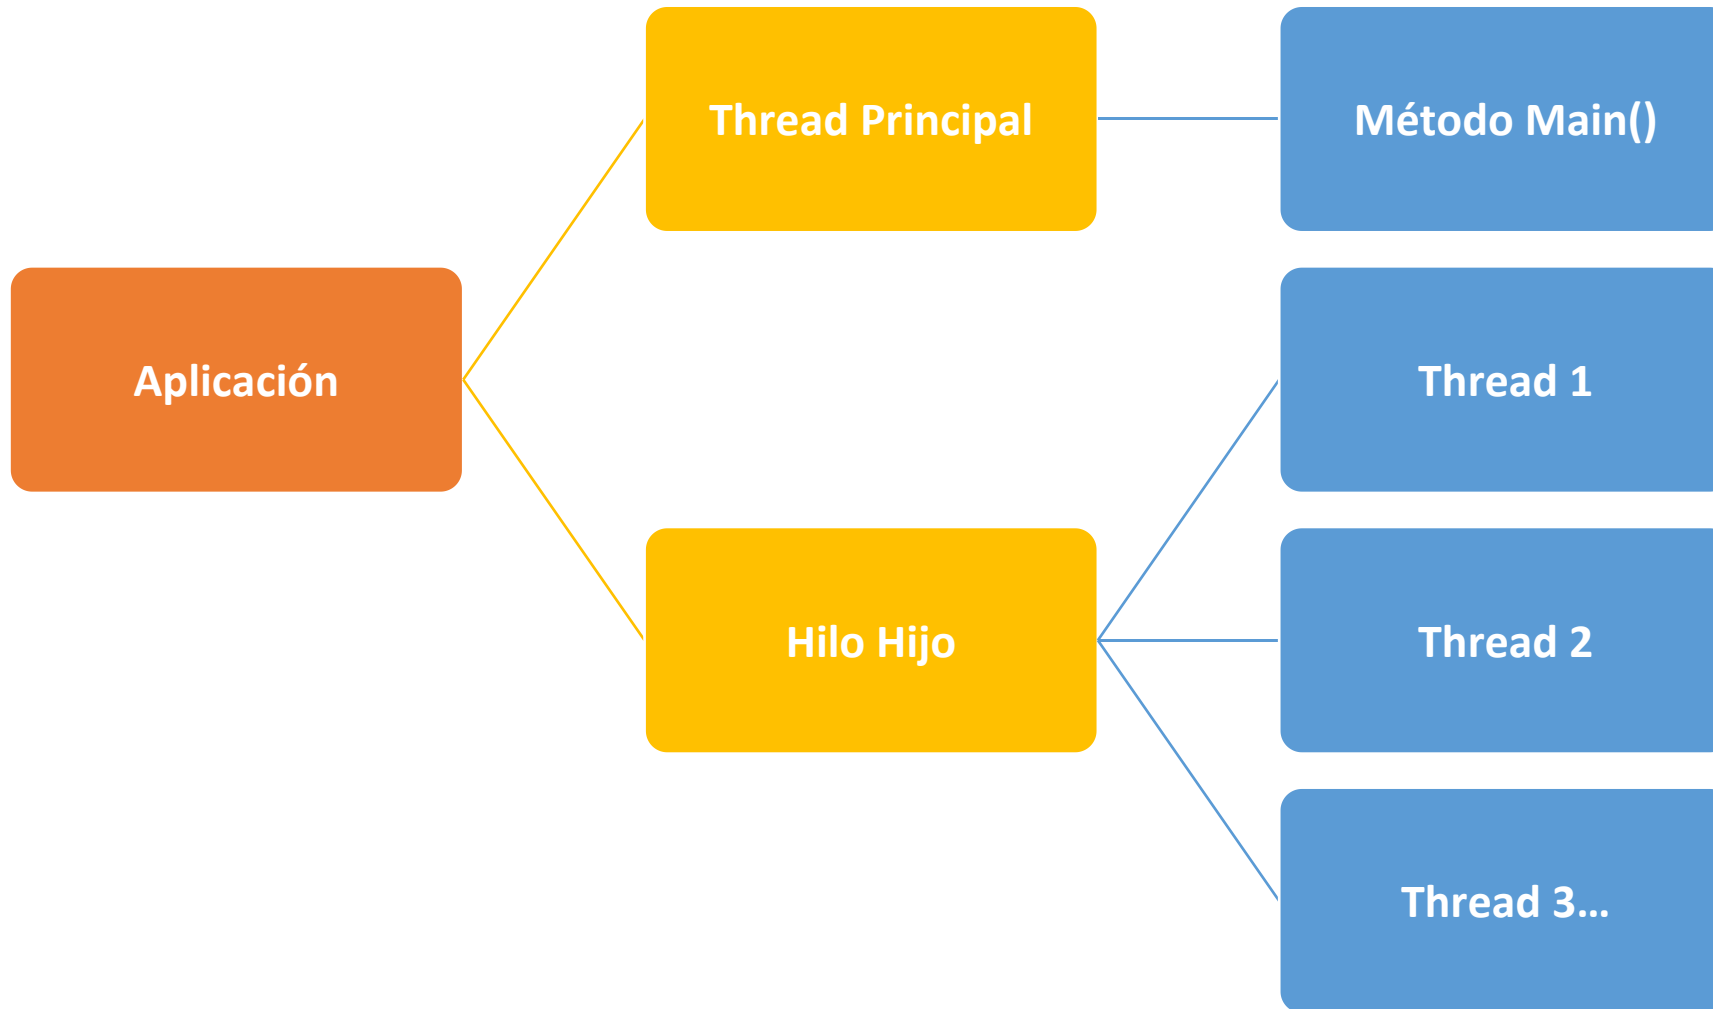 Thread Principal
Método Main()
Aplicación
Thread 1
Hilo Hijo
Thread 2
Thread 3...